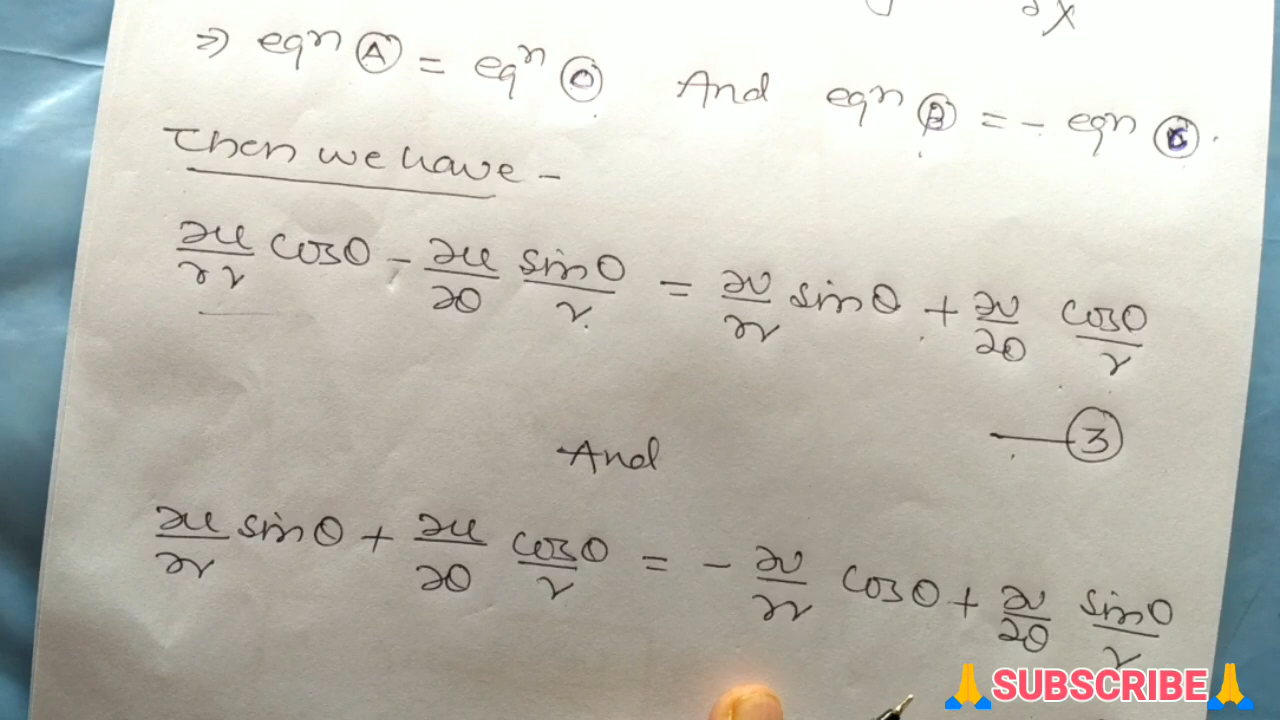 ∂x
⇒ eqn Ⓐ = eqn Ⓓ And eqn Ⓑ = - eqn Ⓒ.
Then we have -
∂u/∂r cosθ - ∂u/∂θ sinθ/r = ∂v/∂r sinθ + ∂v/∂θ cosθ/r
— ③
And
∂u/∂r sinθ + ∂u/∂θ cosθ/r = - ∂v/∂r cosθ + ∂v/∂θ sinθ/r
🙏SUBSCRIBE🙏